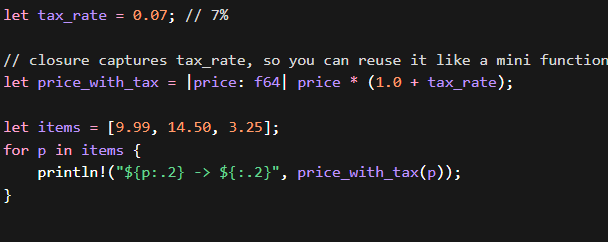 let tax_rate = 0.07; // 7%
// closure captures tax_rate, so you can reuse it like a mini function
let price_with_tax = |price: f64| price * (1.0 + tax_rate);
let items = [9.99, 14.50, 3.25];
for p in items {
    println!("${p:.2} -> ${:.2}", price_with_tax(p));
}